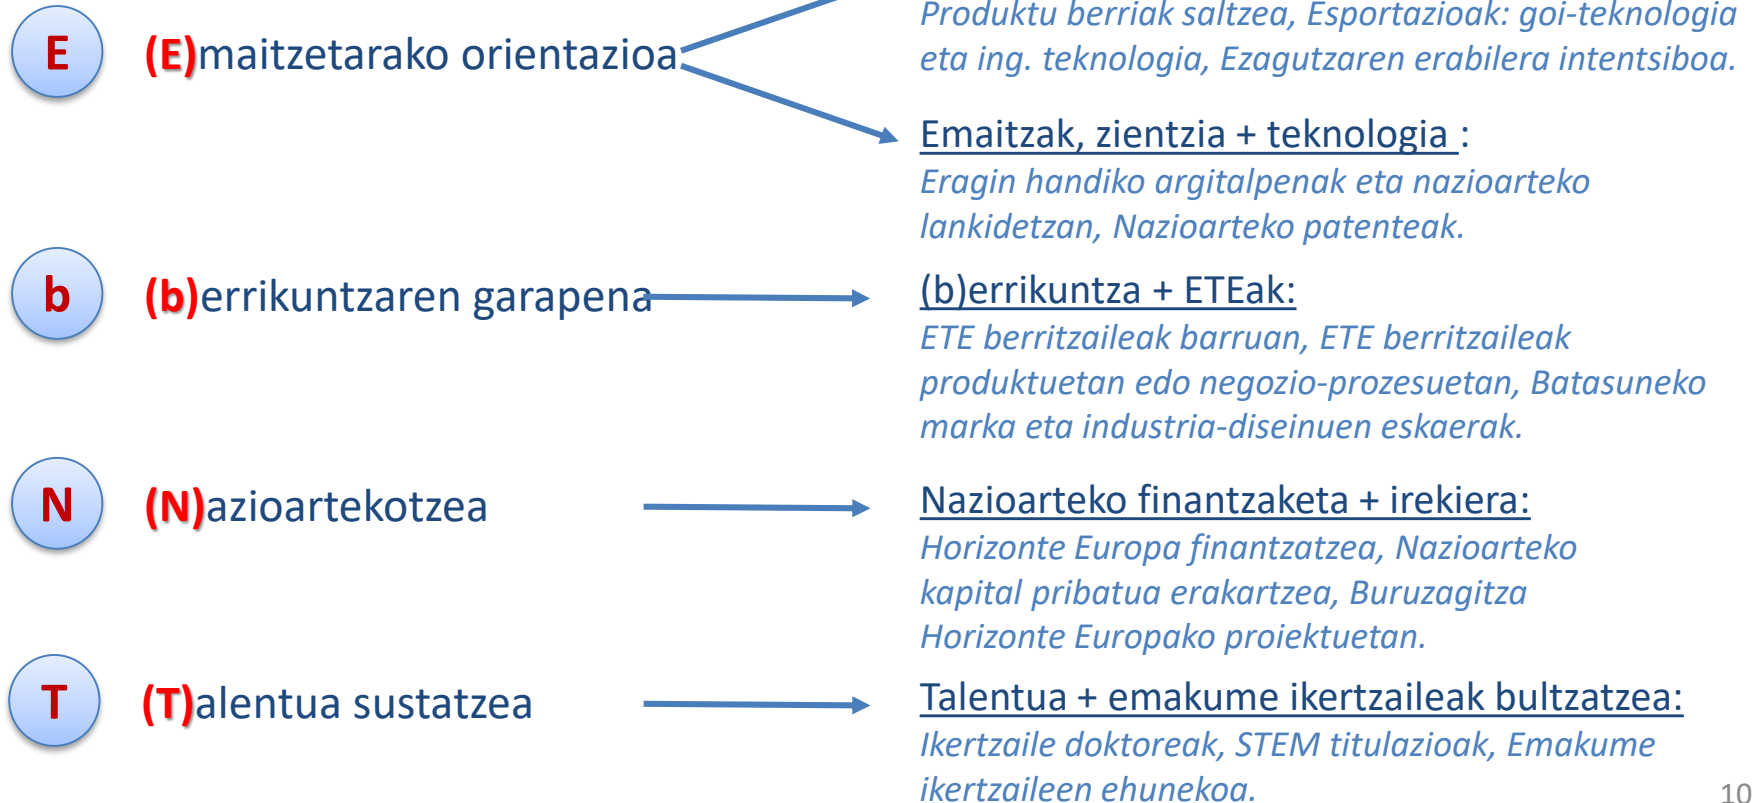 E
(E)maitzetarako orientazioa
Produktu berriak saltzea, Esportazioak: goi-teknologia
eta ing. teknologia, Ezagutzaren erabilera intentsiboa.
Emaitzak, zientzia + teknologia :
Eragin handiko argitalpenak eta nazioarteko
lankidetzan, Nazioarteko patenteak.
b
(b)errikuntzaren garapena
(b)errikuntza + ETEak:
ETE berritzaileak barruan, ETE berritzaileak
produktuetan edo negozio-prozesuetan, Batasuneko
marka eta industria-diseinuen eskaerak.
N
(N)azioartekotzea
Nazioarteko finantzaketa + irekiera:
Horizonte Europa finantzatzea, Nazioarteko
kapital pribatua erakartzea, Buruzagitza
Horizonte Europako proiektuetan.
T
(T)alentua sustatzea
Talentua + emakume ikertzaileak bultzatzea:
Ikertzaile doktoreak, STEM titulazioak, Emakume
ikertzaileen ehunekoa.
10